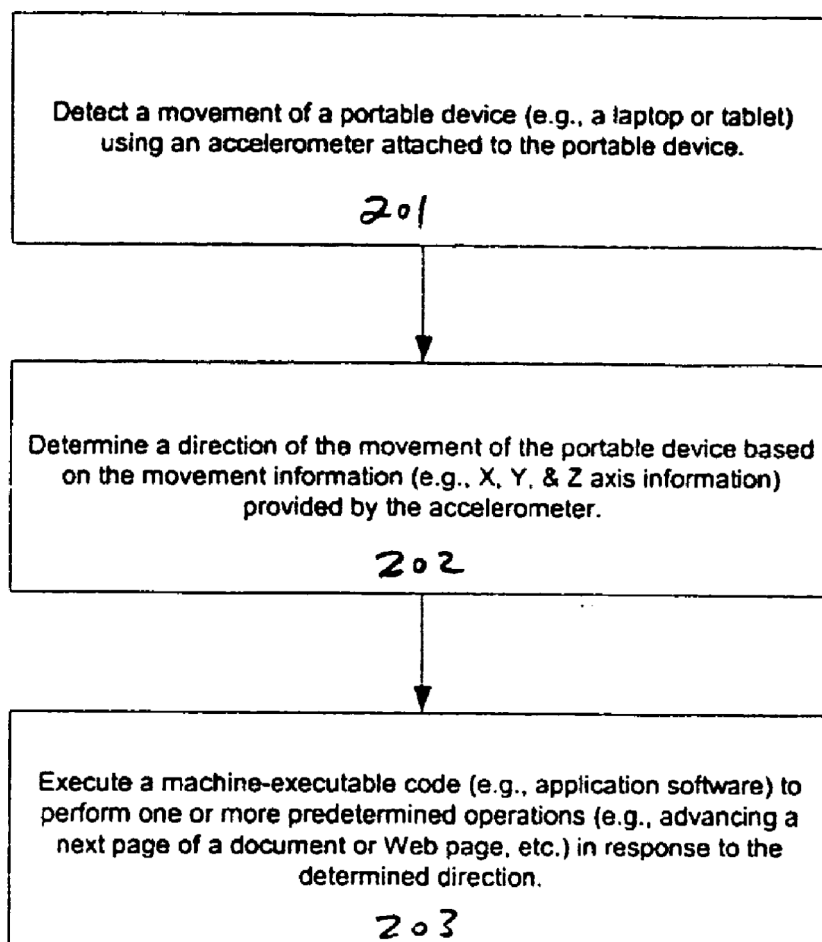 Detect a movement of a portable device (e.g., a laptop or tablet)
using an accelerometer attached to the portable device.
201
Determine a direction of the movement of the portable device based
on the movement information (e.g., X, Y, & Z axis information)
provided by the accelerometer.
202
Execute a machine-executable code (e.g., application software) to
perform one or more predetermined operations (e.g., advancing a
next page of a document or Web page, etc.) in response to the
determined direction.
203